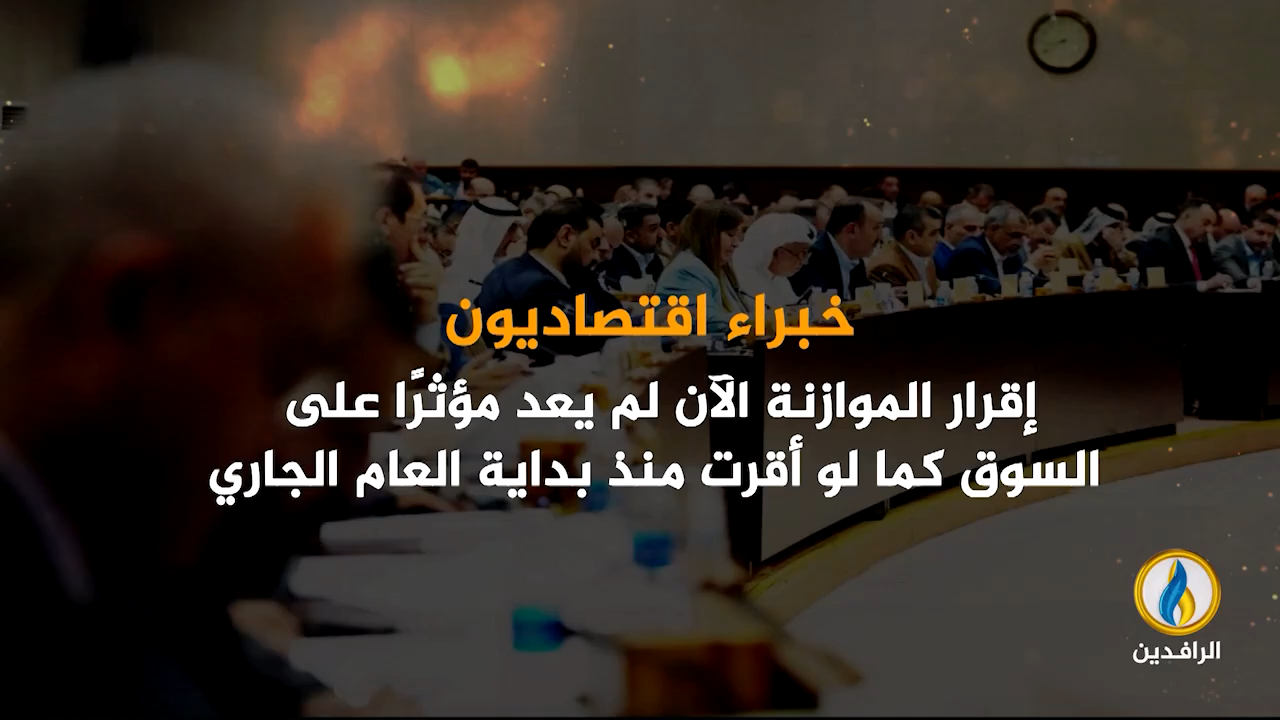 خبراء اقتصاديون
إقرار الموازنة الآن لم يعد مؤثرًا على
السوق كما لو أقرت منذ بداية العام الجاري
الرافدين